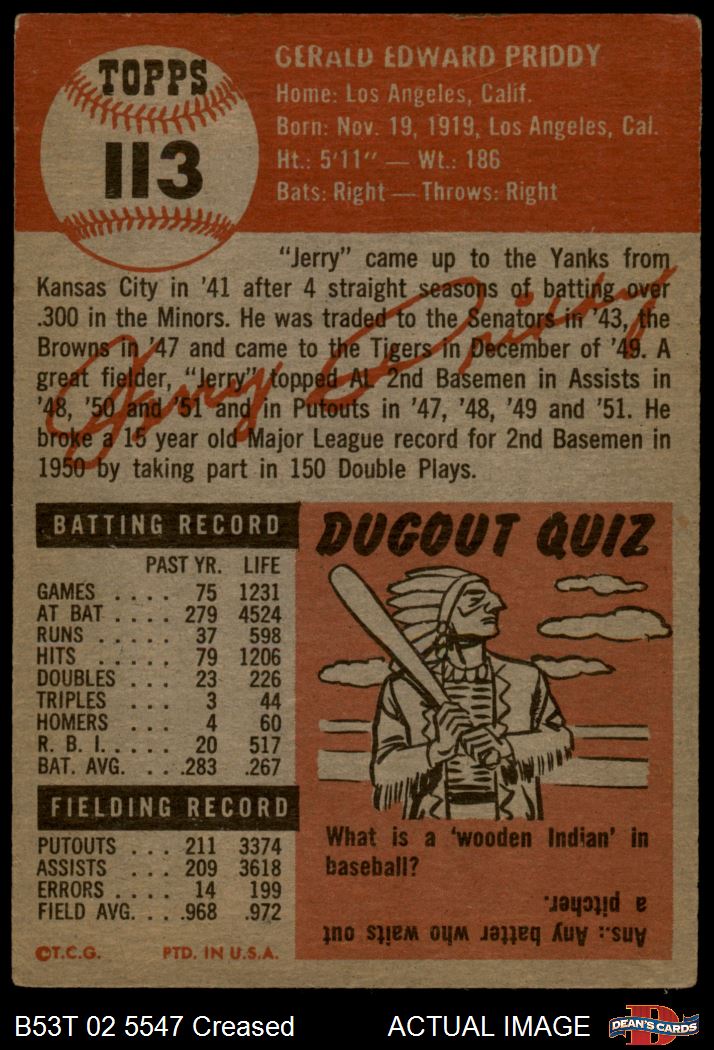 TOPPS
113
GERALD EDWARD PRIDDY
Home: Los Angeles, Calif.
Born: Nov. 19, 1919, Los Angeles, Cal.
Ht.: 5'11" — Wt.: 186
Bats: Right — Throws: Right
"Jerry" came up to the Yanks from
Kansas City in '41 after 4 straight seasons of batting over
.300 in the Minors. He was traded to the Senators in '43, the
Browns in '47 and came to the Tigers in December of '49. A
great fielder, "Jerry" topped AL 2nd Basemen in Assists in
'48, '50 and '51 and in Putouts in '47, '48, '49 and '51. He
broke a 15 year old Major League record for 2nd Basemen in
1950 by taking part in 150 Double Plays.
Jerry Priddy
BATTING RECORD
PAST YR. LIFE
GAMES .... 75 1231
AT BAT .... 279 4524
RUNS .... 37 598
HITS ..... 79 1206
DOUBLES ... 23 226
TRIPLES ... 3 44
HOMERS ... 4 60
R. B. I...... 20 517
BAT. AVG. ... .283 .267
FIELDING RECORD
PUTOUTS ... 211 3374
ASSISTS ... 209 3618
ERRORS .... 14 199
FIELD AVG.... .968 .972
©T.C.G. PTD. IN U.S.A.
DUGOUT QUIZ
What is a 'wooden Indian' in
baseball?
Ans.: Any batter who waits out
a pitcher.
B53T 02 5547 Creased ACTUAL IMAGE
DEAN'S CARDS